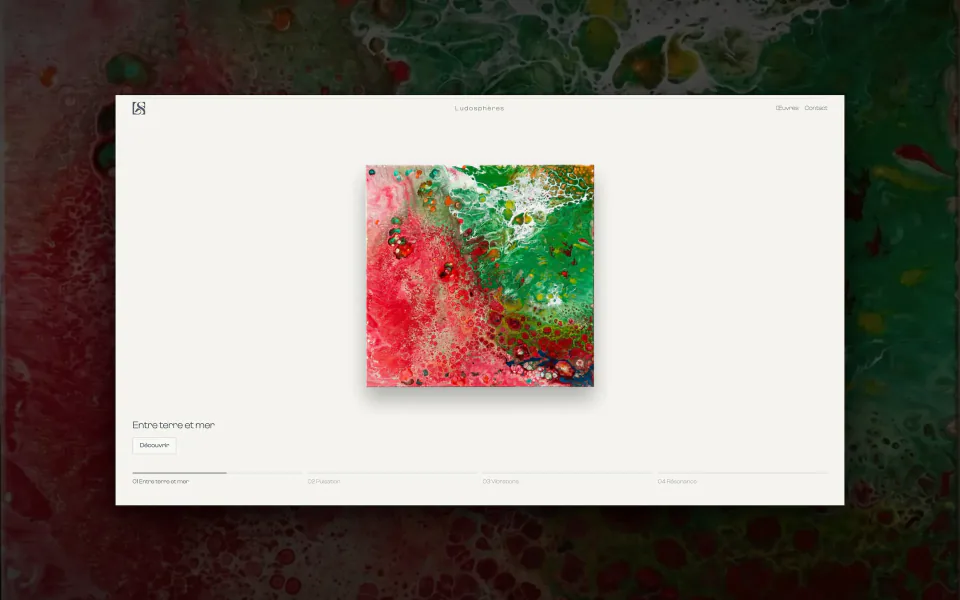 Ludosphères
Œuvres Contact
Entre terre et mer
Découvrir
01 Entre terre et mer
02 Pulsation
03 Vibrations
04 Résonance